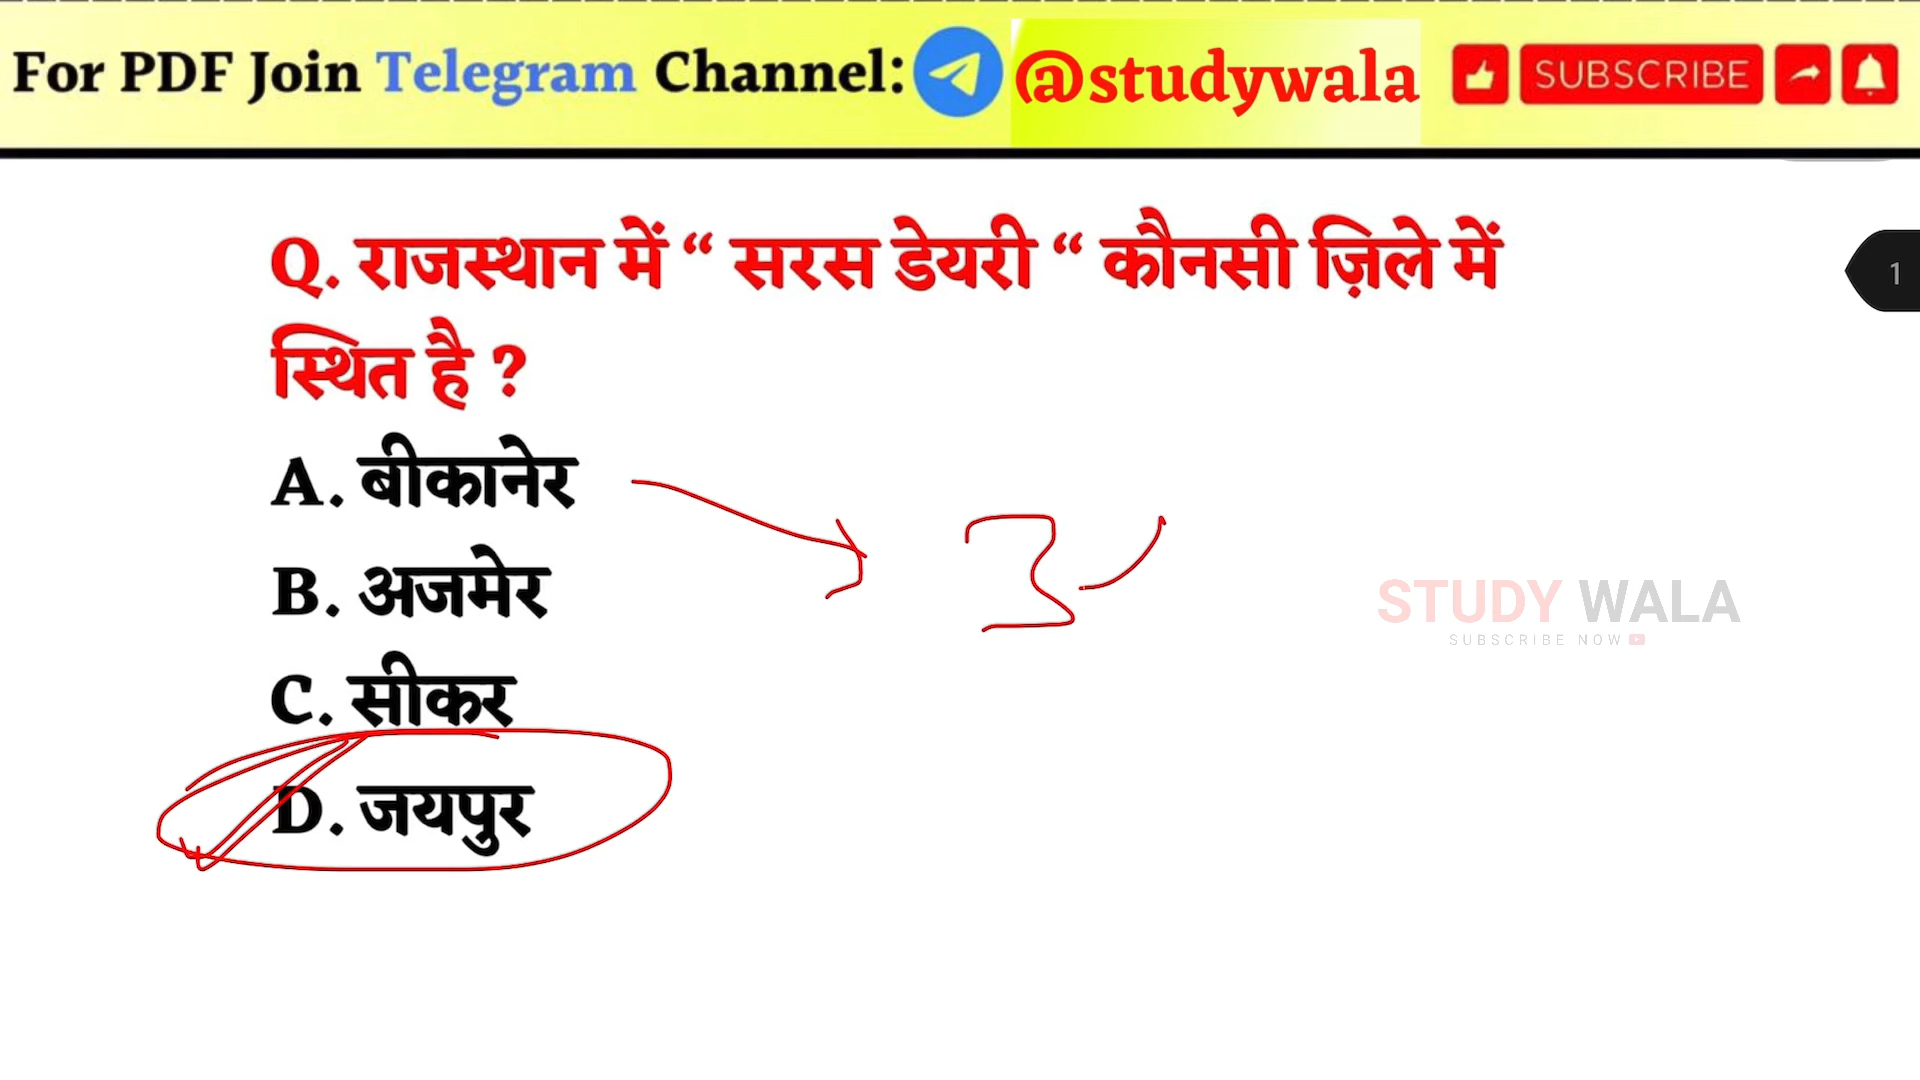 For PDF Join Telegram Channel: @studywala SUBSCRIBE
Q. राजस्थान में “ सरस डेयरी “ कौनसी ज़िले में
स्थित है ?
1
A. बीकानेर
B. अजमेर
C. सीकर
D. जयपुर
STUDY WALA
SUBSCRIBE NOW